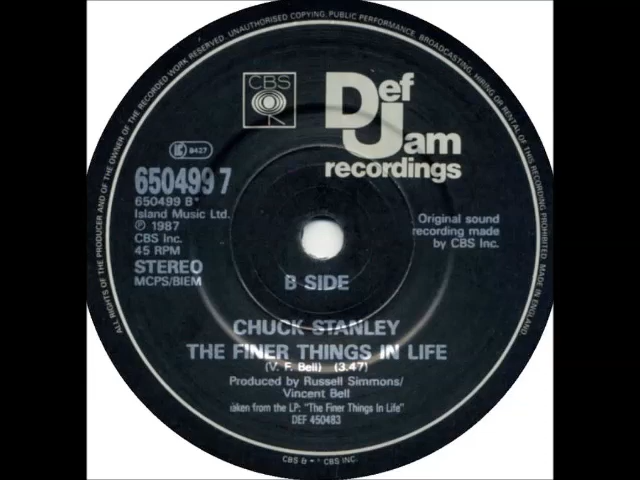 ALL RIGHTS OF THE PRODUCER AND OF THE OWNER OF THE RECORDED WORK RESERVED. UNAUTHORISED COPYING, PUBLIC PERFORMANCE, BROADCASTING, HIRING OR RENTAL OF THIS RECORDING PROHIBITED. MADE IN ENGLAND
CBS
Def
Jam
recordings
8427
650499 7
650499 B*
Island Music Ltd.
℗ 1987
CBS Inc.
45 RPM
STEREO
MCPS/BIEM
Original sound
recording made
by CBS Inc.
B SIDE
CHUCK STANLEY
THE FINER THINGS IN LIFE
(V. F. Bell) (3.47)
Produced by Russell Simmons/
Vincent Bell
taken from the LP: "The Finer Things In Life"
DEF 450483
CBS & CBS INC.